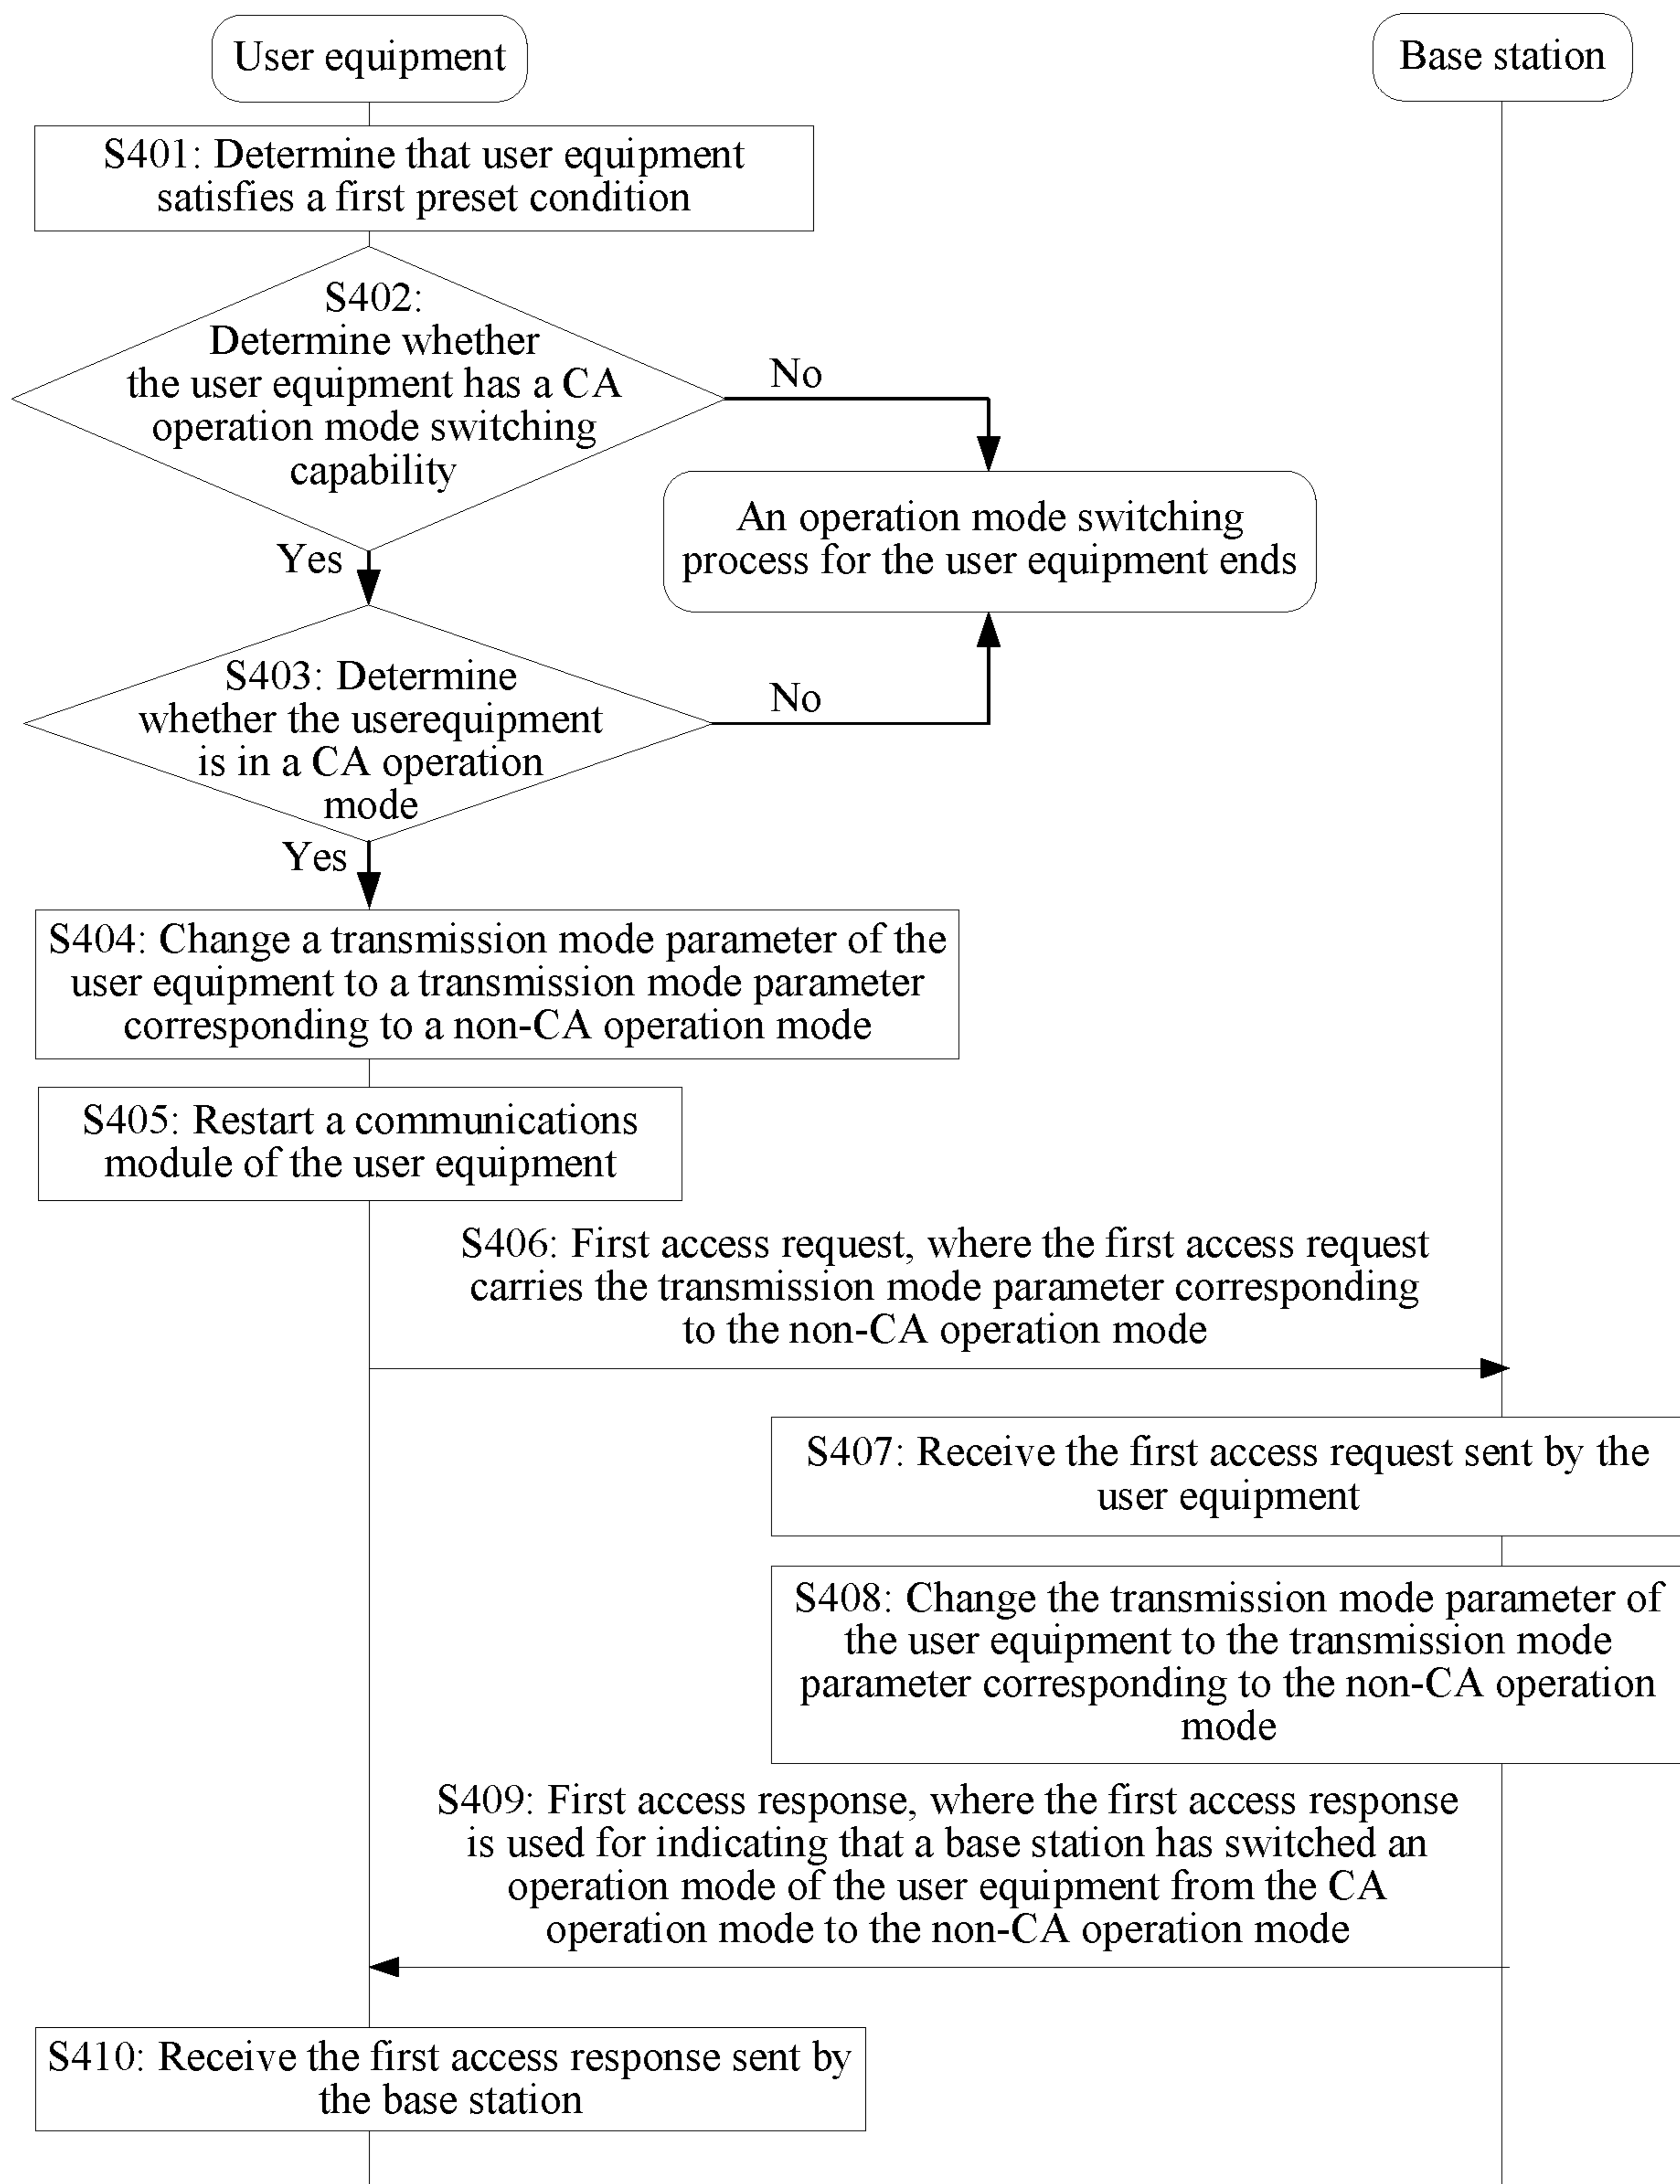 User equipment
Base station
S401: Determine that user equipment
satisfies a first preset condition
S402:
Determine whether
the user equipment has a CA
operation mode switching
capability
No
An operation mode switching
process for the user equipment ends
Yes
S403: Determine
whether the userequipment
is in a CA operation
mode
No
Yes
S404: Change a transmission mode parameter of the
user equipment to a transmission mode parameter
corresponding to a non-CA operation mode
S405: Restart a communications
module of the user equipment
S406: First access request, where the first access request
carries the transmission mode parameter corresponding
to the non-CA operation mode
S407: Receive the first access request sent by the
user equipment
S408: Change the transmission mode parameter of
the user equipment to the transmission mode
parameter corresponding to the non-CA operation
mode
S409: First access response, where the first access response
is used for indicating that a base station has switched an
operation mode of the user equipment from the CA
operation mode to the non-CA operation mode
S410: Receive the first access response sent by
the base station